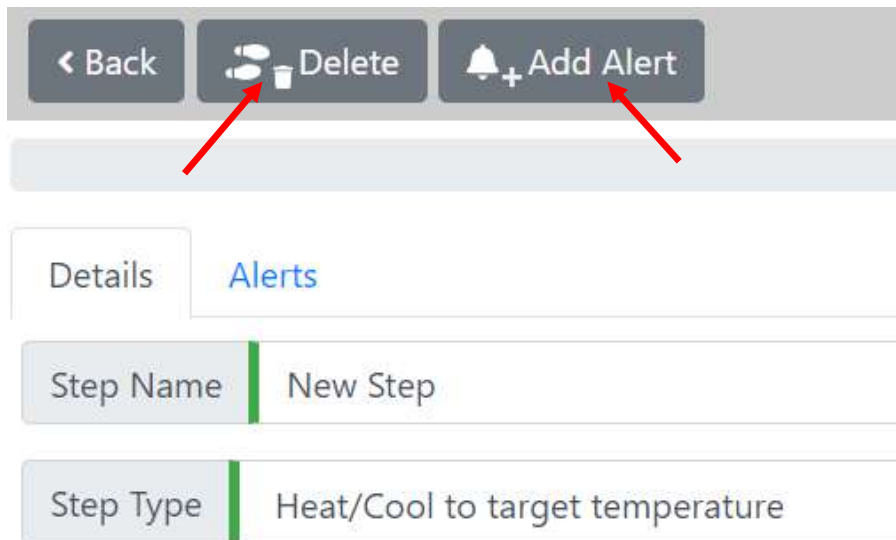 Back Delete Add Alert
Details Alerts
Step Name New Step
Step Type Heat/Cool to target temperature